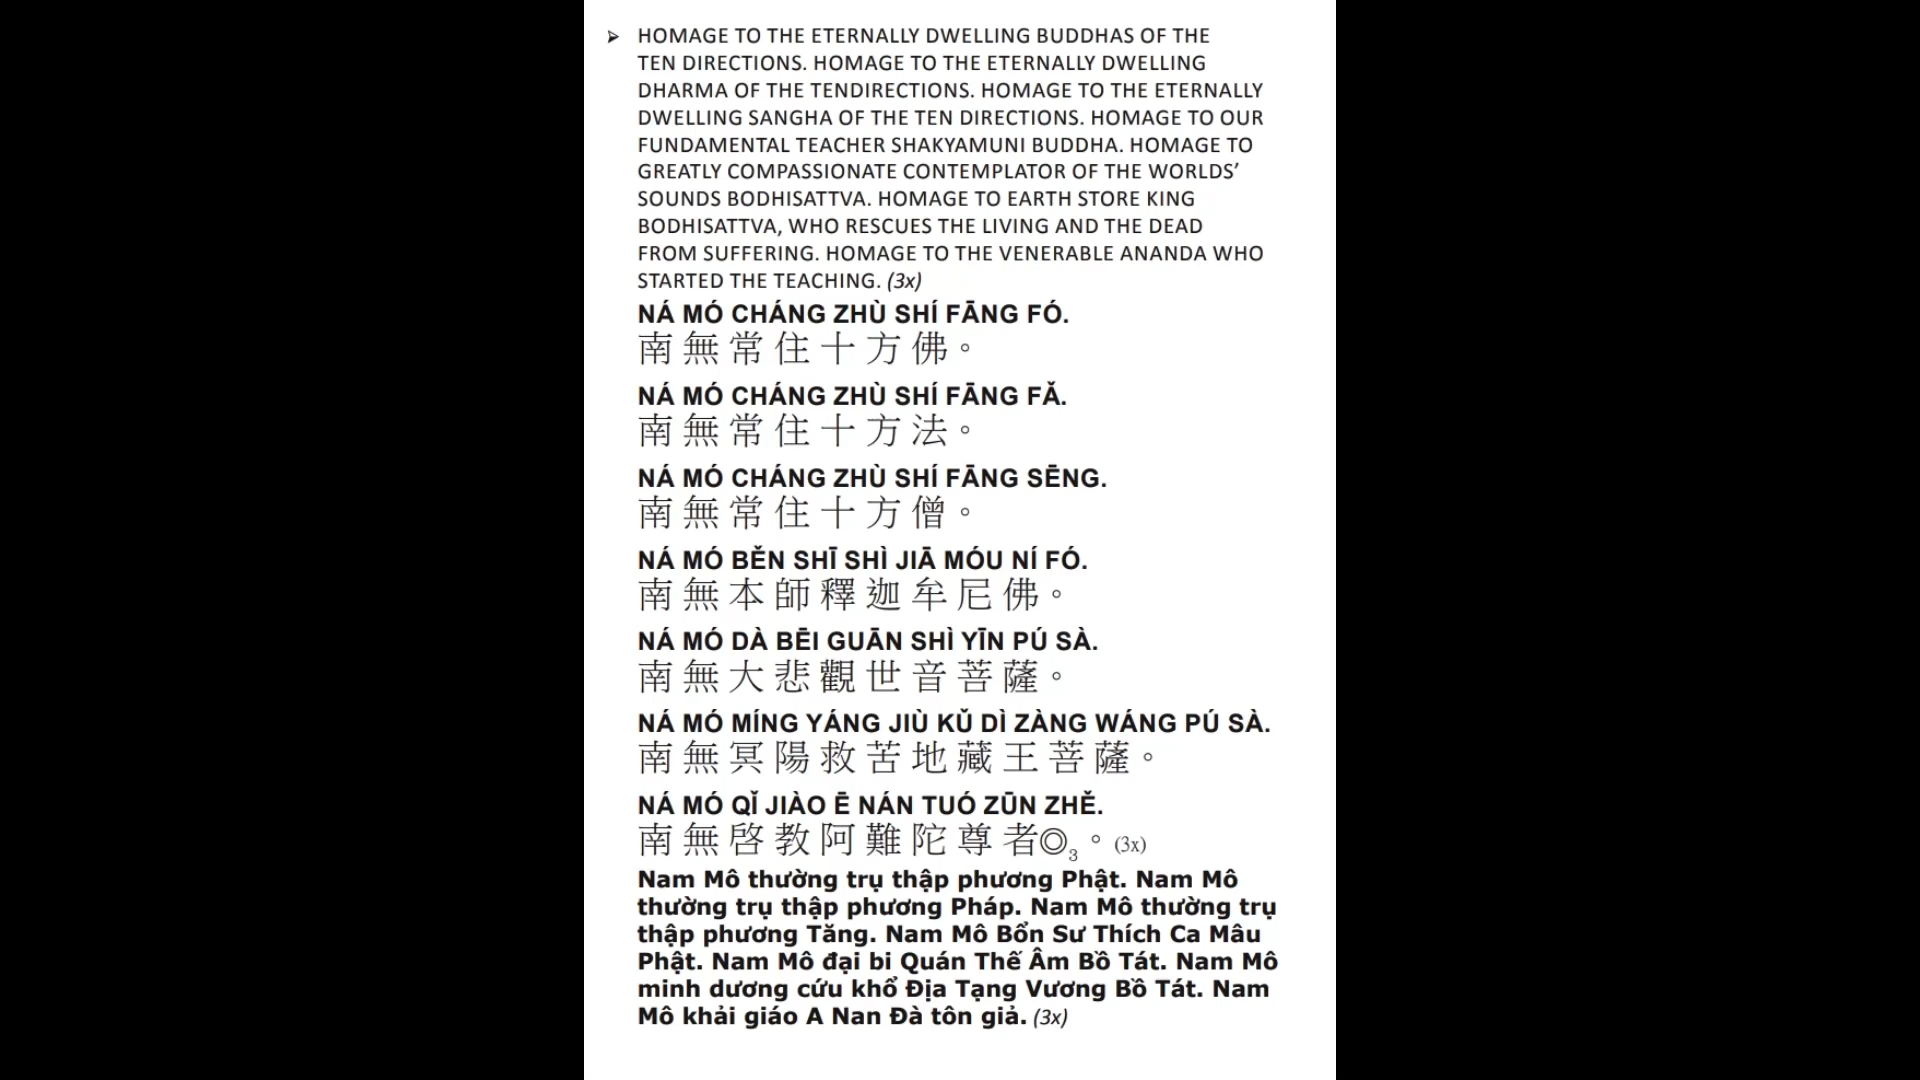 ➢ HOMAGE TO THE ETERNALLY DWELLING BUDDHAS OF THE
TEN DIRECTIONS. HOMAGE TO THE ETERNALLY DWELLING
DHARMA OF THE TENDIRECTIONS. HOMAGE TO THE ETERNALLY
DWELLING SANGHA OF THE TEN DIRECTIONS. HOMAGE TO OUR
FUNDAMENTAL TEACHER SHAKYAMUNI BUDDHA. HOMAGE TO
GREATLY COMPASSIONATE CONTEMPLATOR OF THE WORLDS’
SOUNDS BODHISATTVA. HOMAGE TO EARTH STORE KING
BODHISATTVA, WHO RESCUES THE LIVING AND THE DEAD
FROM SUFFERING. HOMAGE TO THE VENERABLE ANANDA WHO
STARTED THE TEACHING. (3x)
NÁ MÓ CHÁNG ZHÙ SHÍ FĀNG FÓ.
南 無 常 住 十 方 佛。
NÁ MÓ CHÁNG ZHÙ SHÍ FĀNG FǍ.
南 無 常 住 十 方 法。
NÁ MÓ CHÁNG ZHÙ SHÍ FĀNG SĒNG.
南 無 常 住 十 方 僧。
NÁ MÓ BĚN SHĪ SHÌ JIĀ MÓU NÍ FÓ.
南 無 本 師 釋 迦 牟 尼 佛。
NÁ MÓ DÀ BĒI GUĀN SHÌ YĪN PÚ SÀ.
南 無 大 悲 觀 世 音 菩 薩。
NÁ MÓ MÍNG YÁNG JIÙ KǓ DÌ ZÀNG WÁNG PÚ SÀ.
南 無 冥 陽 救 苦 地 藏 王 菩 薩。
NÁ MÓ QǏ JIÀO Ē NÁN TUÓ ZŪN ZHĚ.
南 無 啓 教 阿 難 陀 尊 者◎3。(3x)
Nam Mô thường trụ thập phương Phật. Nam Mô
thường trụ thập phương Pháp. Nam Mô thường trụ
thập phương Tăng. Nam Mô Bổn Sư Thích Ca Mâu
Phật. Nam Mô đại bi Quán Thế Âm Bồ Tát. Nam Mô
minh dương cứu khổ Địa Tạng Vương Bồ Tát. Nam
Mô khải giáo A Nan Đà tôn giả. (3x)